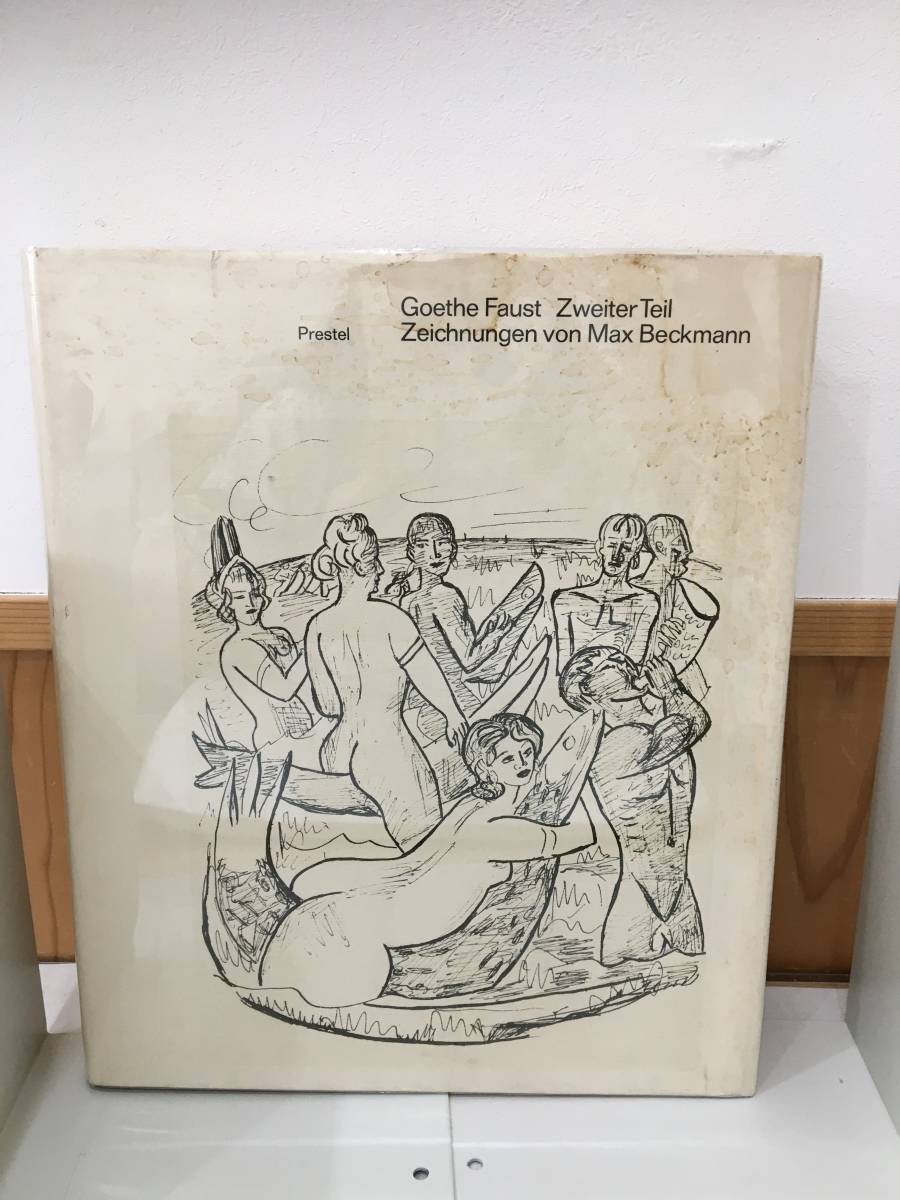 Goethe Faust Zweiter Teil
Prestel Zeichnungen von Max Beckmann